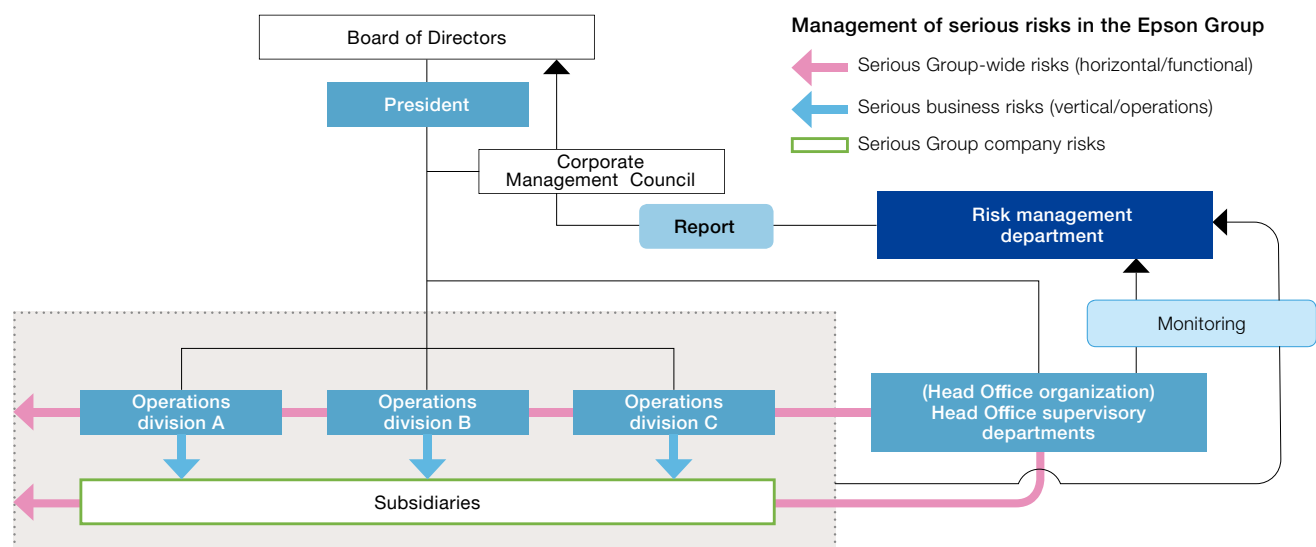 Management of serious risks in the Epson Group
Serious Group-wide risks (horizontal/functional)
Serious business risks (vertical/operations)
Serious Group company risks
Board of Directors
President
Corporate
Management Council
Report
Risk management
department
Monitoring
Operations
division A
Operations
division B
Operations
division C
(Head Office organization)
Head Office supervisory
departments
Subsidiaries